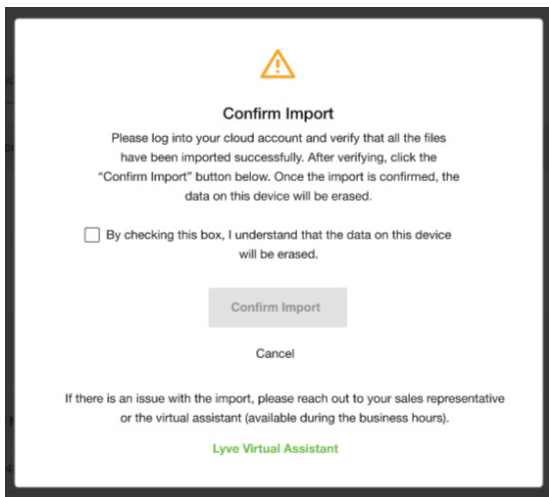 Confirm Import
Please log into your cloud account and verify that all the files
have been imported successfully. After verifying, click the
“Confirm Import” button below. Once the import is confirmed, the
data on this device will be erased.
By checking this box, I understand that the data on this device
will be erased.
Confirm Import
Cancel
If there is an issue with the import, please reach out to your sales representative
or the virtual assistant (available during the business hours).
Lyve Virtual Assistant